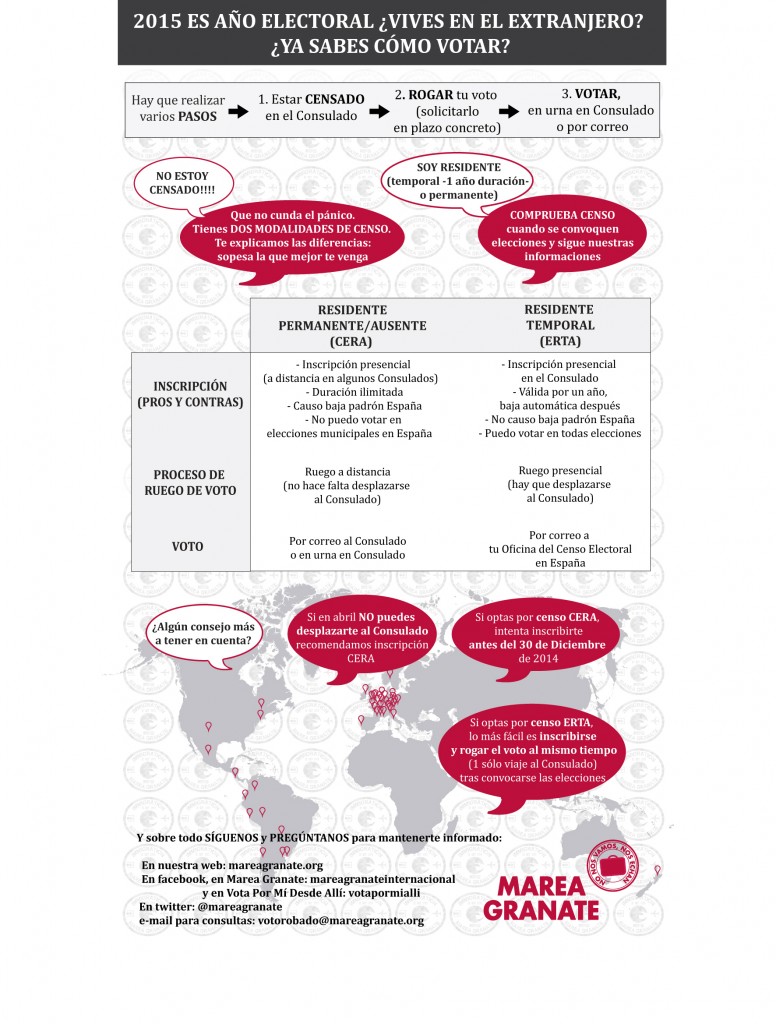 2015 ES AÑO ELECTORAL ¿VIVES EN EL EXTRANJERO?
¿YA SABES CÓMO VOTAR?
Hay que realizar
varios PASOS
1. Estar CENSADO
en el Consulado
2. ROGAR tu voto
(solicitarlo
en plazo concreto)
3. VOTAR,
en urna en Consulado
o por correo
NO ESTOY
CENSADO!!!!
Que no cunda el pánico.
Tienes DOS MODALIDADES DE CENSO.
Te explicamos las diferencias:
sopesa la que mejor te venga
SOY RESIDENTE
(temporal -1 año duración-
o permanente)
COMPRUEBA CENSO
cuando se convoquen
elecciones y sigue nuestras
informaciones
RESIDENTE
PERMANENTE/AUSENTE
(CERA)
RESIDENTE
TEMPORAL
(ERTA)
INSCRIPCIÓN
(PROS Y CONTRAS)
- Inscripción presencial
(a distancia en algunos Consulados)
- Duración ilimitada
- Causo baja padrón España
- No puedo votar en
elecciones municipales en España
- Inscripción presencial
en el Consulado
- Válida por un año,
baja automática después
- No causo baja padrón España
- Puedo votar en todas elecciones
PROCESO DE
RUEGO DE VOTO
Ruego a distancia
(no hace falta desplazarse
al Consulado)
Ruego presencial
(hay que desplazarse
al Consulado)
VOTO
Por correo al Consulado
o en urna en Consulado
Por correo a
tu Oficina del Censo Electoral
en España
¿Algún consejo más
a tener en cuenta?
Si en abril NO puedes
desplazarte al Consulado
recomendamos inscripción
CERA
Si optas por censo CERA,
intenta inscribirte
antes del 30 de Diciembre
de 2014
Si optas por censo ERTA,
lo más fácil es inscribirse
y rogar el voto al mismo tiempo
(1 sólo viaje al Consulado)
tras convocarse las elecciones
Y sobre todo SÍGUENOS y PREGÚNTANOS para mantenerte informado:
En nuestra web: mareagranate.org
En facebook, en Marea Granate: mareagranateinternacional
y en Vota Por Mí Desde Allí: votapormialli
En twitter: @mareagranate
e-mail para consultas: votorobado@mareagranate.org
NO NOS VAMOS, NOS ECHAN
MAREA
GRANATE